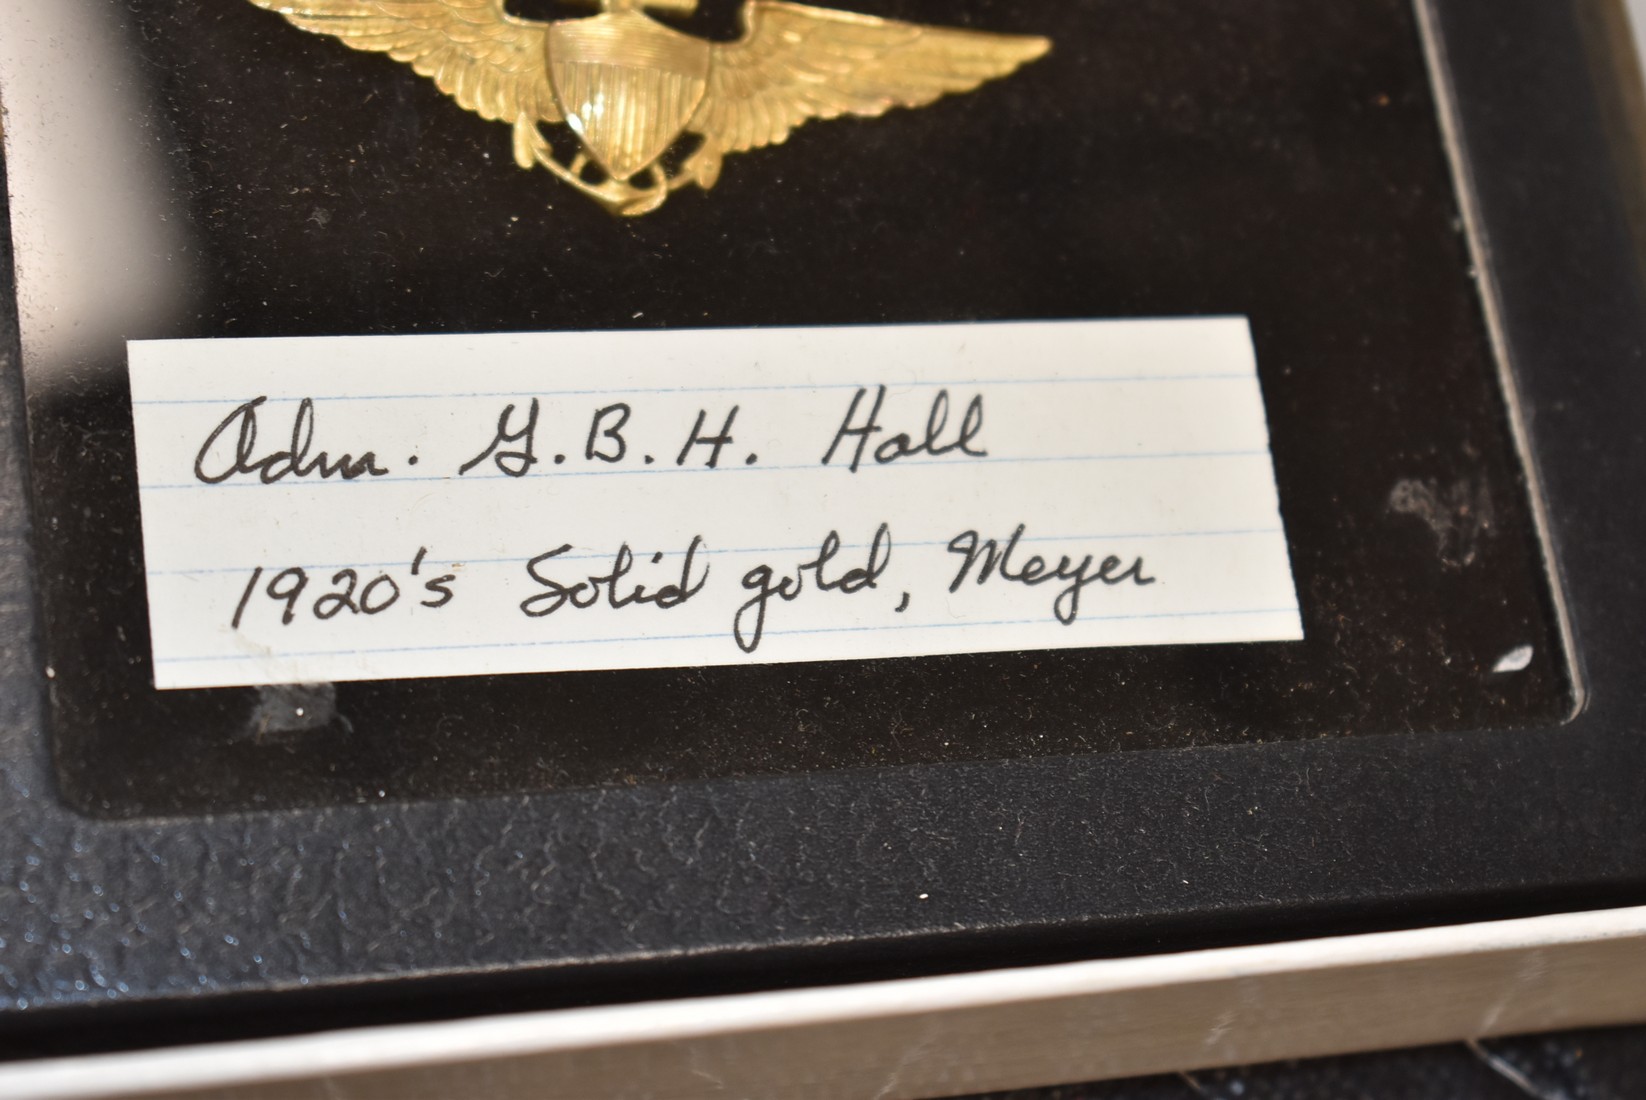 Adm. G.B.H. Hall
1920's Solid gold, Meyer